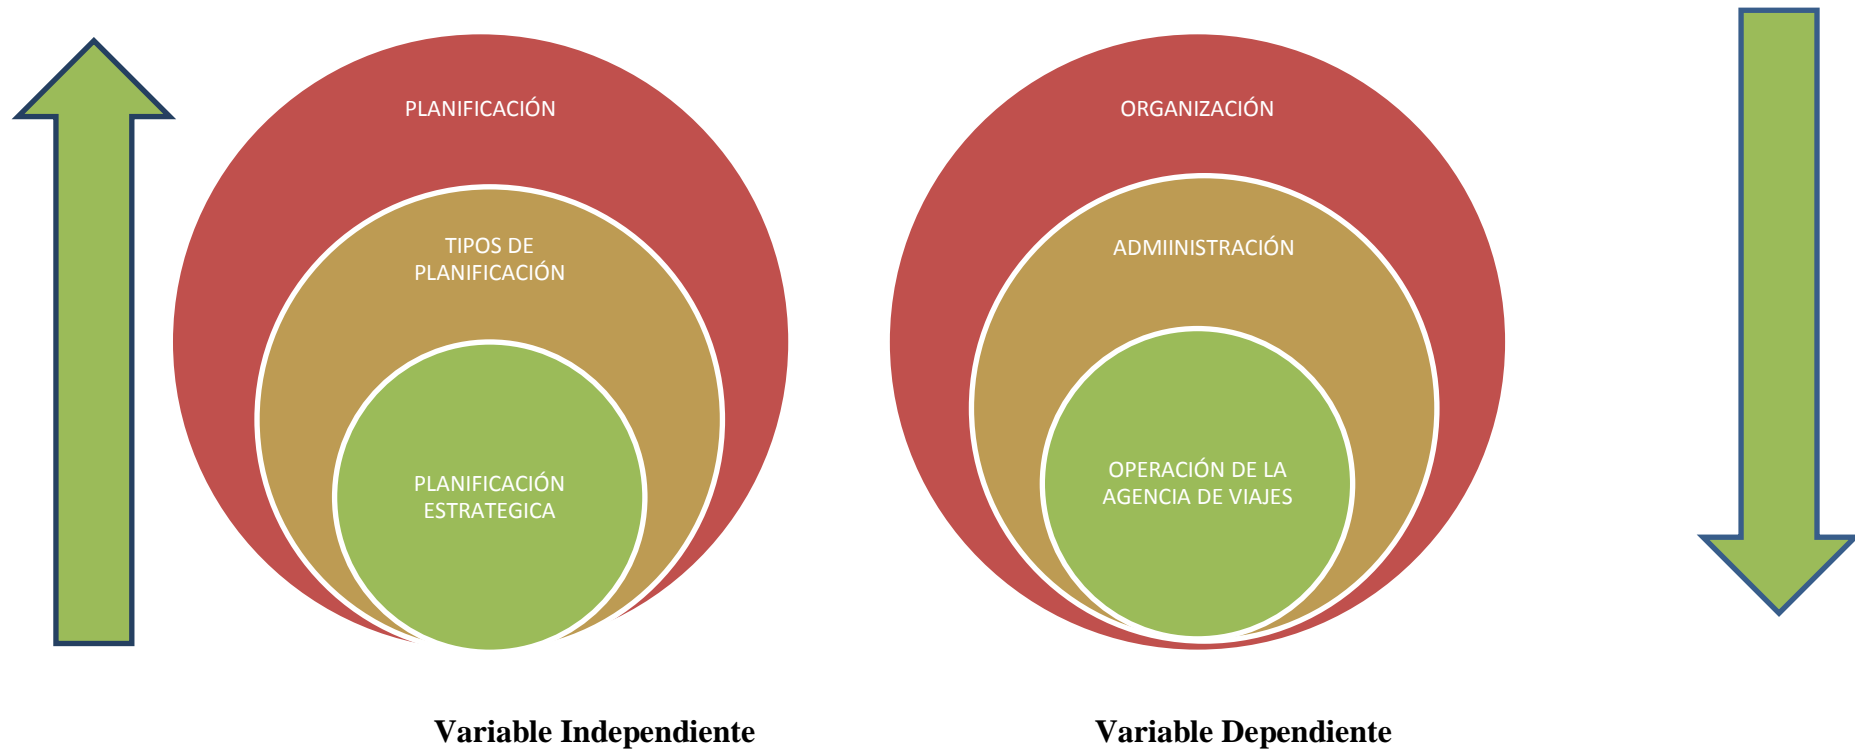 PLANIFICACIÓN
TIPOS DE
PLANIFICACIÓN
PLANIFICACIÓN
ESTRATEGICA
ORGANIZACIÓN
ADMIINISTRACIÓN
OPERACIÓN DE LA
AGENCIA DE VIAJES
Variable Independiente
Variable Dependiente